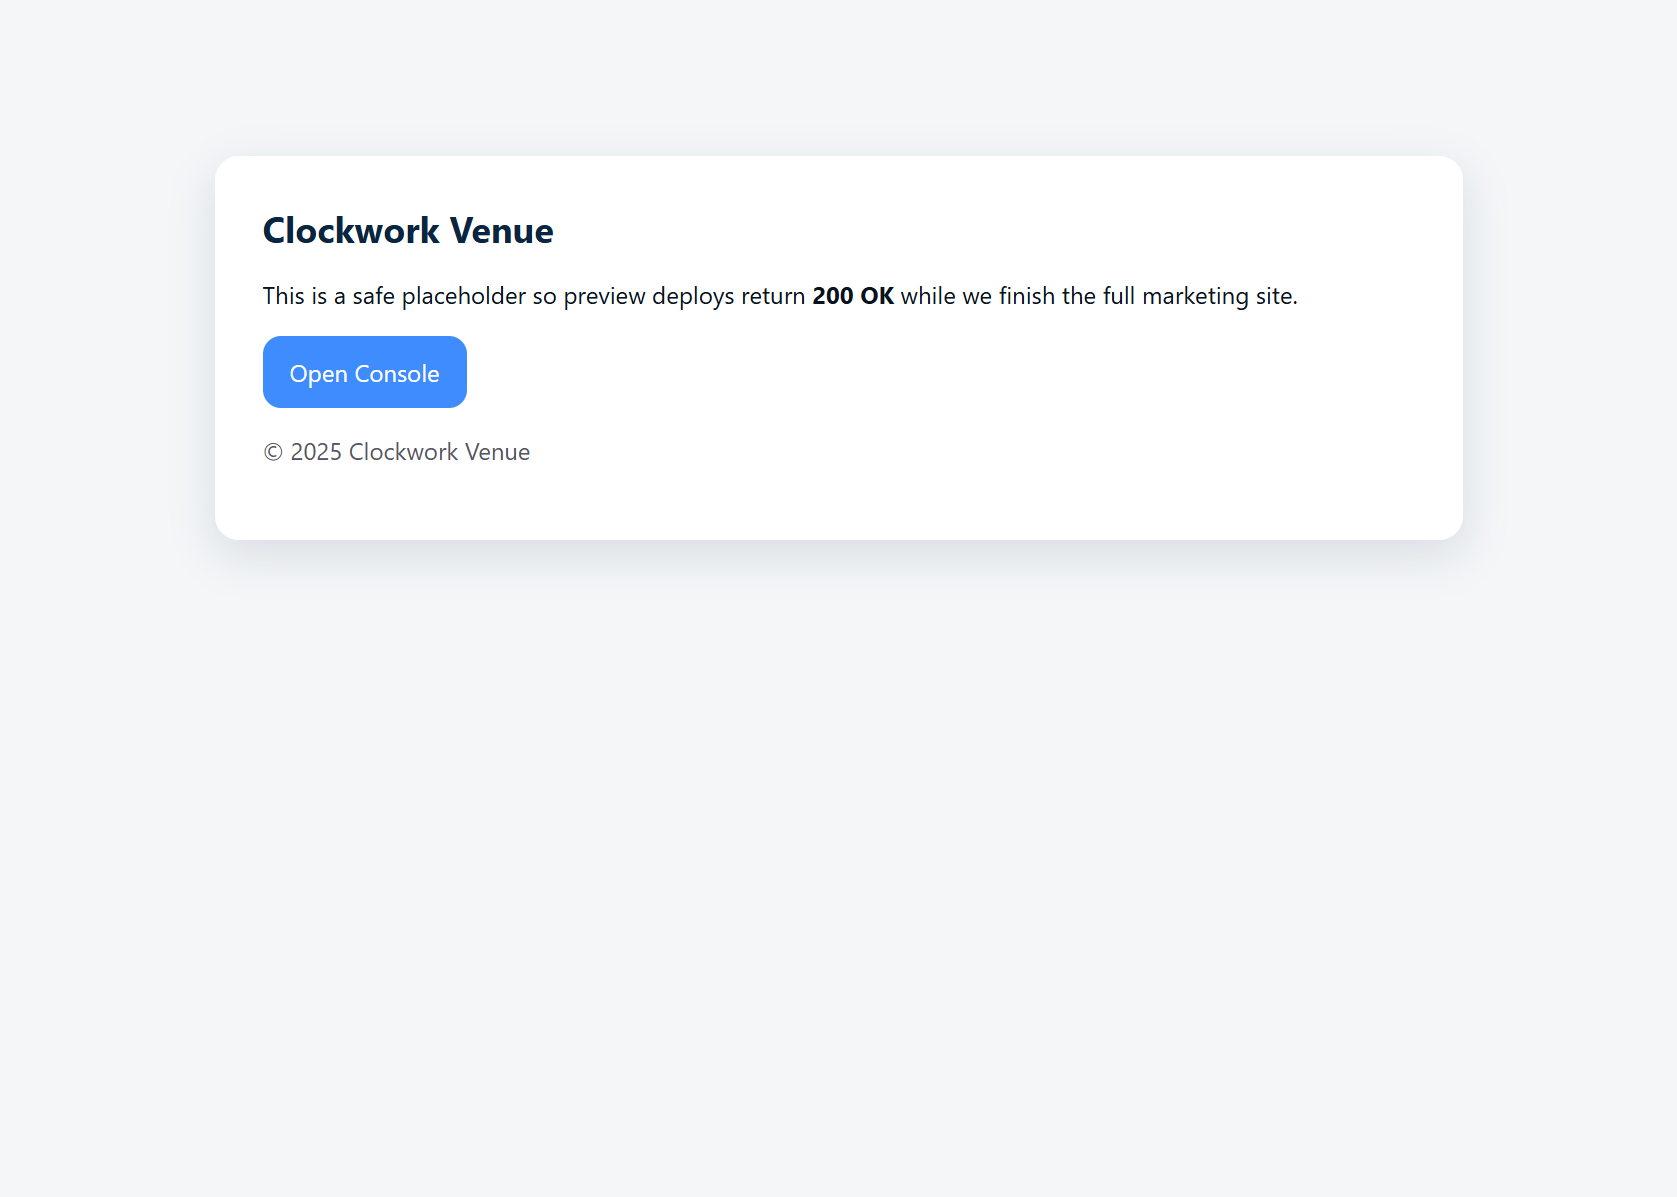 Clockwork Venue
This is a safe placeholder so preview deploys return 200 OK while we finish the full marketing site.
Open Console
© 2025 Clockwork Venue